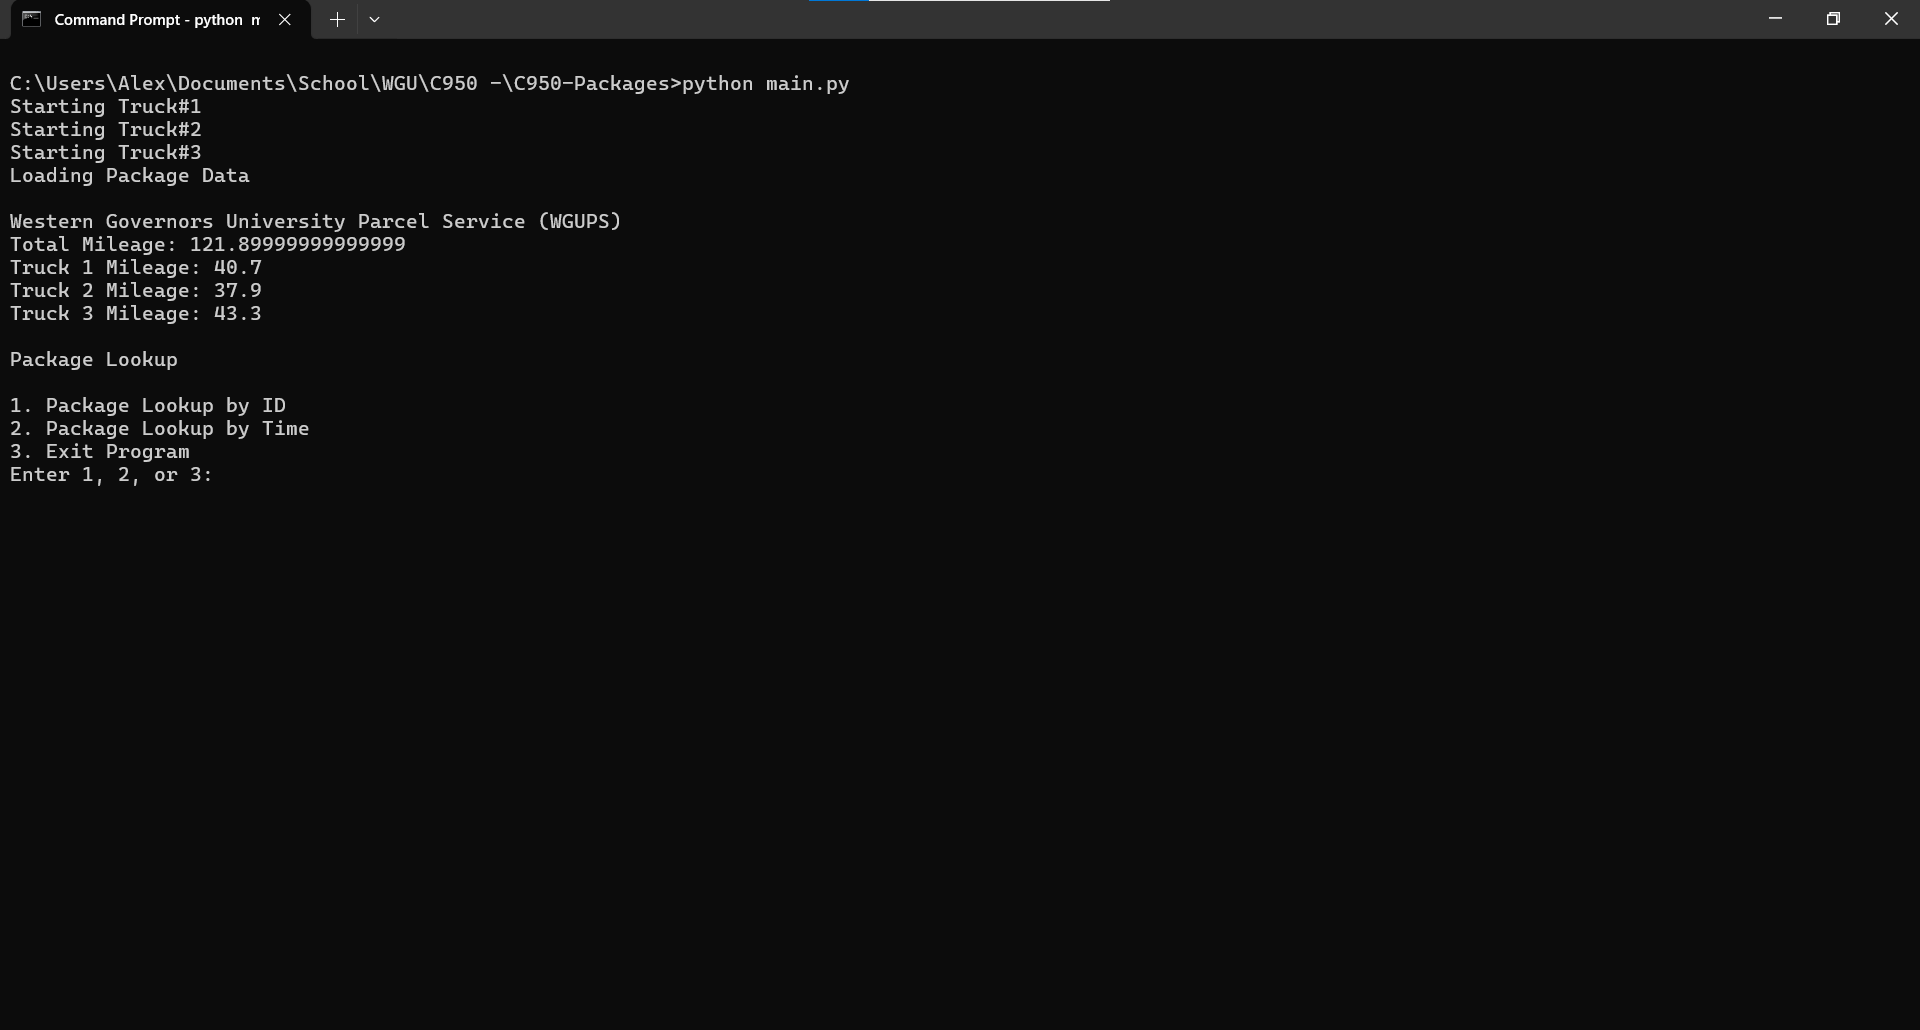 Command Prompt - python m
C:\Users\Alex\Documents\School\WGU\C950 -\C950-Packages>python main.py
Starting Truck#1
Starting Truck#2
Starting Truck#3
Loading Package Data
Western Governors University Parcel Service (WGUPS)
Total Mileage: 121.89999999999999
Truck 1 Mileage: 40.7
Truck 2 Mileage: 37.9
Truck 3 Mileage: 43.3
Package Lookup
1. Package Lookup by ID
2. Package Lookup by Time
3. Exit Program
Enter 1, 2, or 3: